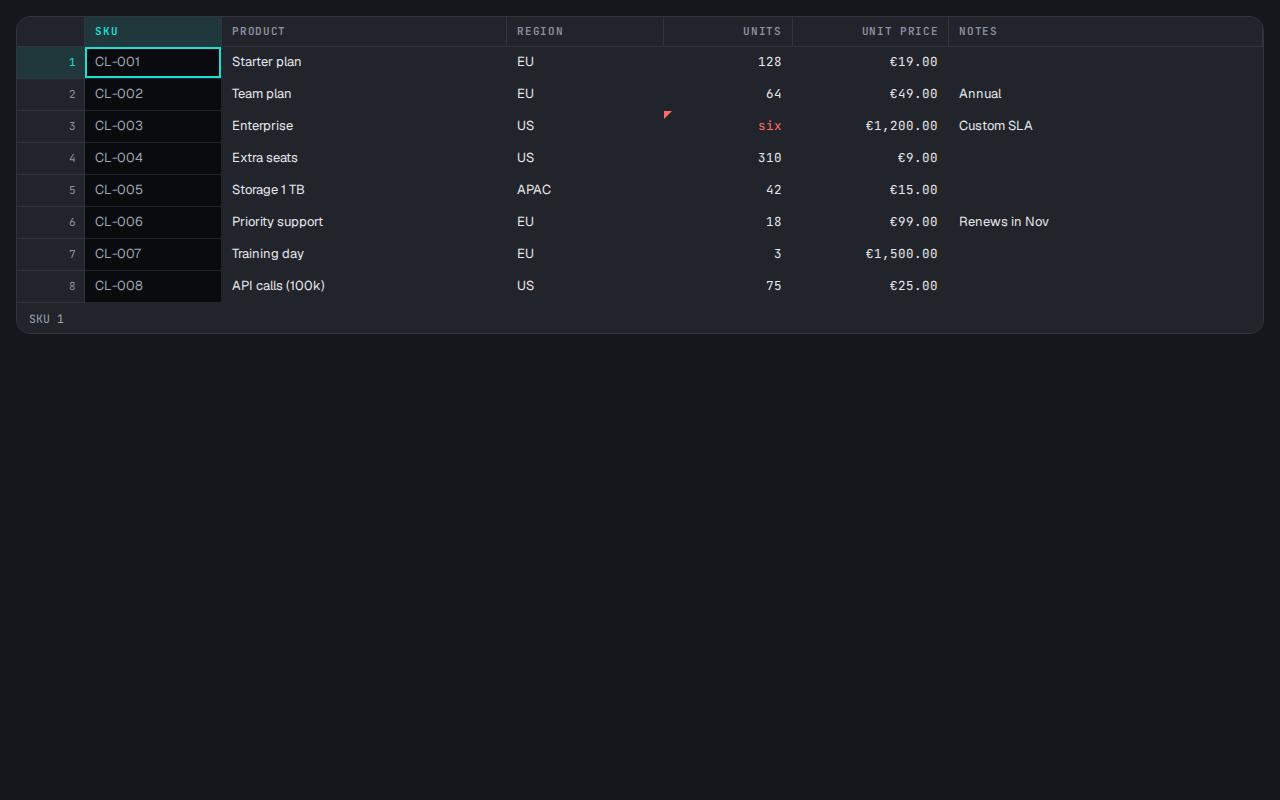 SKU PRODUCT REGION UNITS UNIT PRICE NOTES
1 CL-001 Starter plan EU 128 €19.00
2 CL-002 Team plan EU 64 €49.00 Annual
3 CL-003 Enterprise US six €1,200.00 Custom SLA
4 CL-004 Extra seats US 310 €9.00
5 CL-005 Storage 1 TB APAC 42 €15.00
6 CL-006 Priority support EU 18 €99.00 Renews in Nov
7 CL-007 Training day EU 3 €1,500.00
8 CL-008 API calls (100k) US 75 €25.00
SKU 1